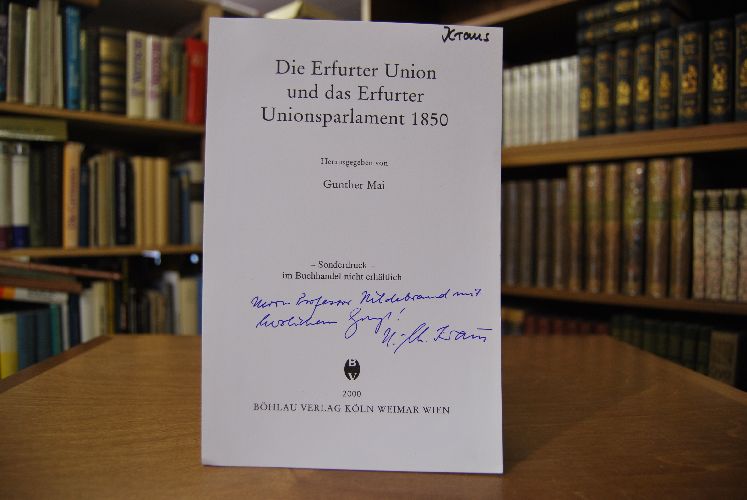 Kraus
Die Erfurter Union
und das Erfurter
Unionsparlament 1850
Herausgegeben von
Gunther Mai
– Sonderdruck –
im Buchhandel nicht erhältlich
Herrn Professor Hildebrand mit
herzlichem Gruß!
H.-Ch. Kraus
B
V
2000
BÖHLAU VERLAG KÖLN WEIMAR WIEN